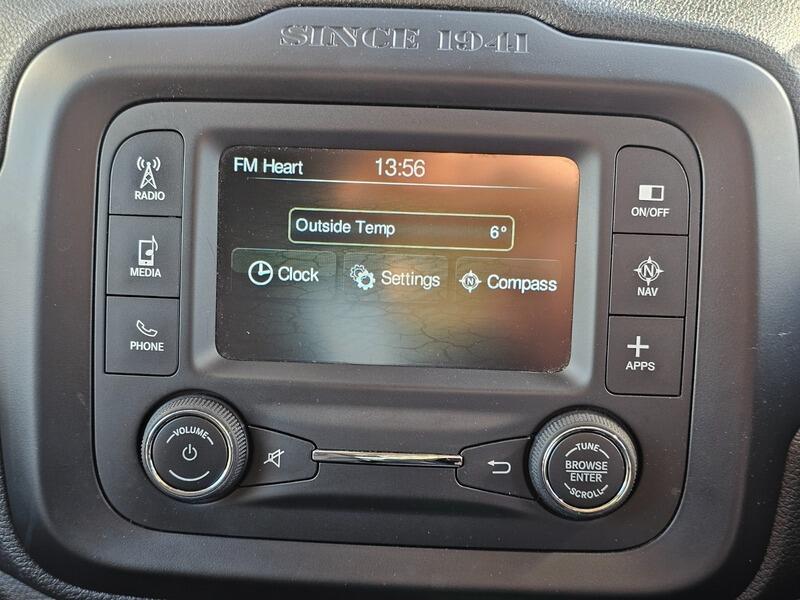 SINCE 1941
FM Heart 13:56
Outside Temp 6°
Clock Settings Compass
RADIO
MEDIA
PHONE
ON/OFF
N
NAV
APPS
VOLUME
TUNE
BROWSE
ENTER
SCROLL